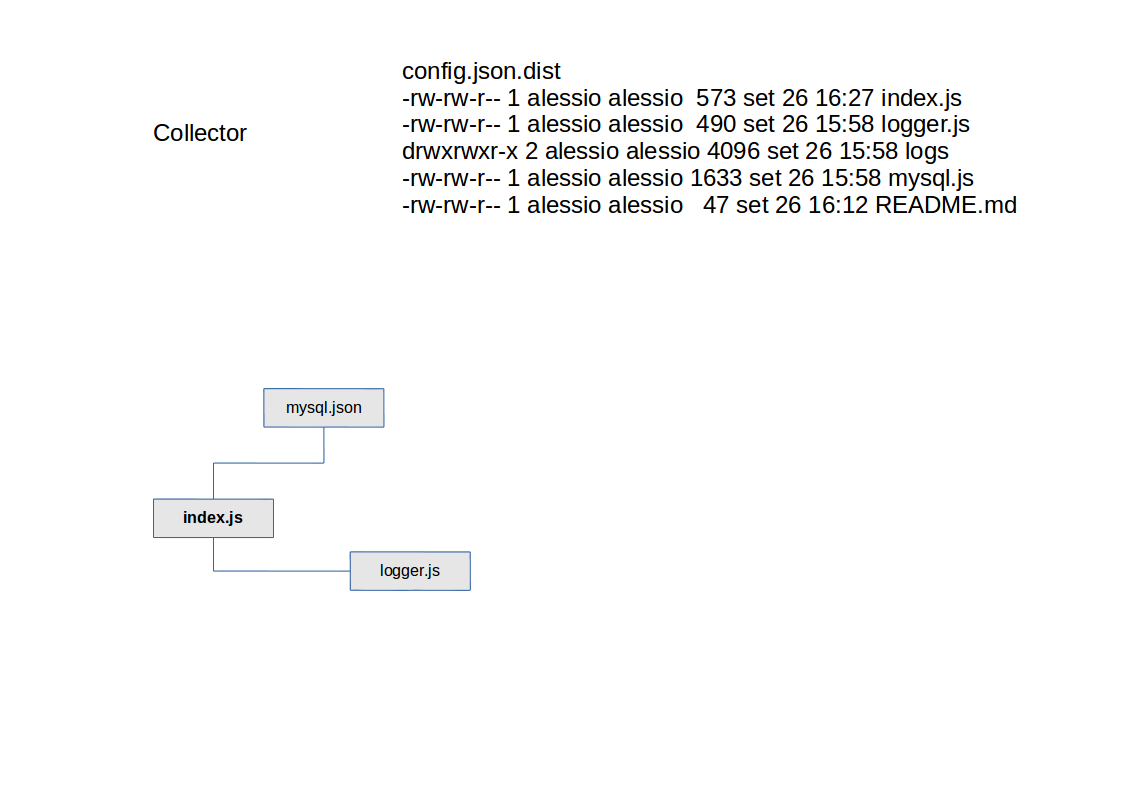 Collector
config.json.dist
-rw-rw-r-- 1 alessio alessio  573 set 26 16:27 index.js
-rw-rw-r-- 1 alessio alessio  490 set 26 15:58 logger.js
drwxrwxr-x 2 alessio alessio 4096 set 26 15:58 logs
-rw-rw-r-- 1 alessio alessio 1633 set 26 15:58 mysql.js
-rw-rw-r-- 1 alessio alessio   47 set 26 16:12 README.md
mysql.json
index.js
logger.js